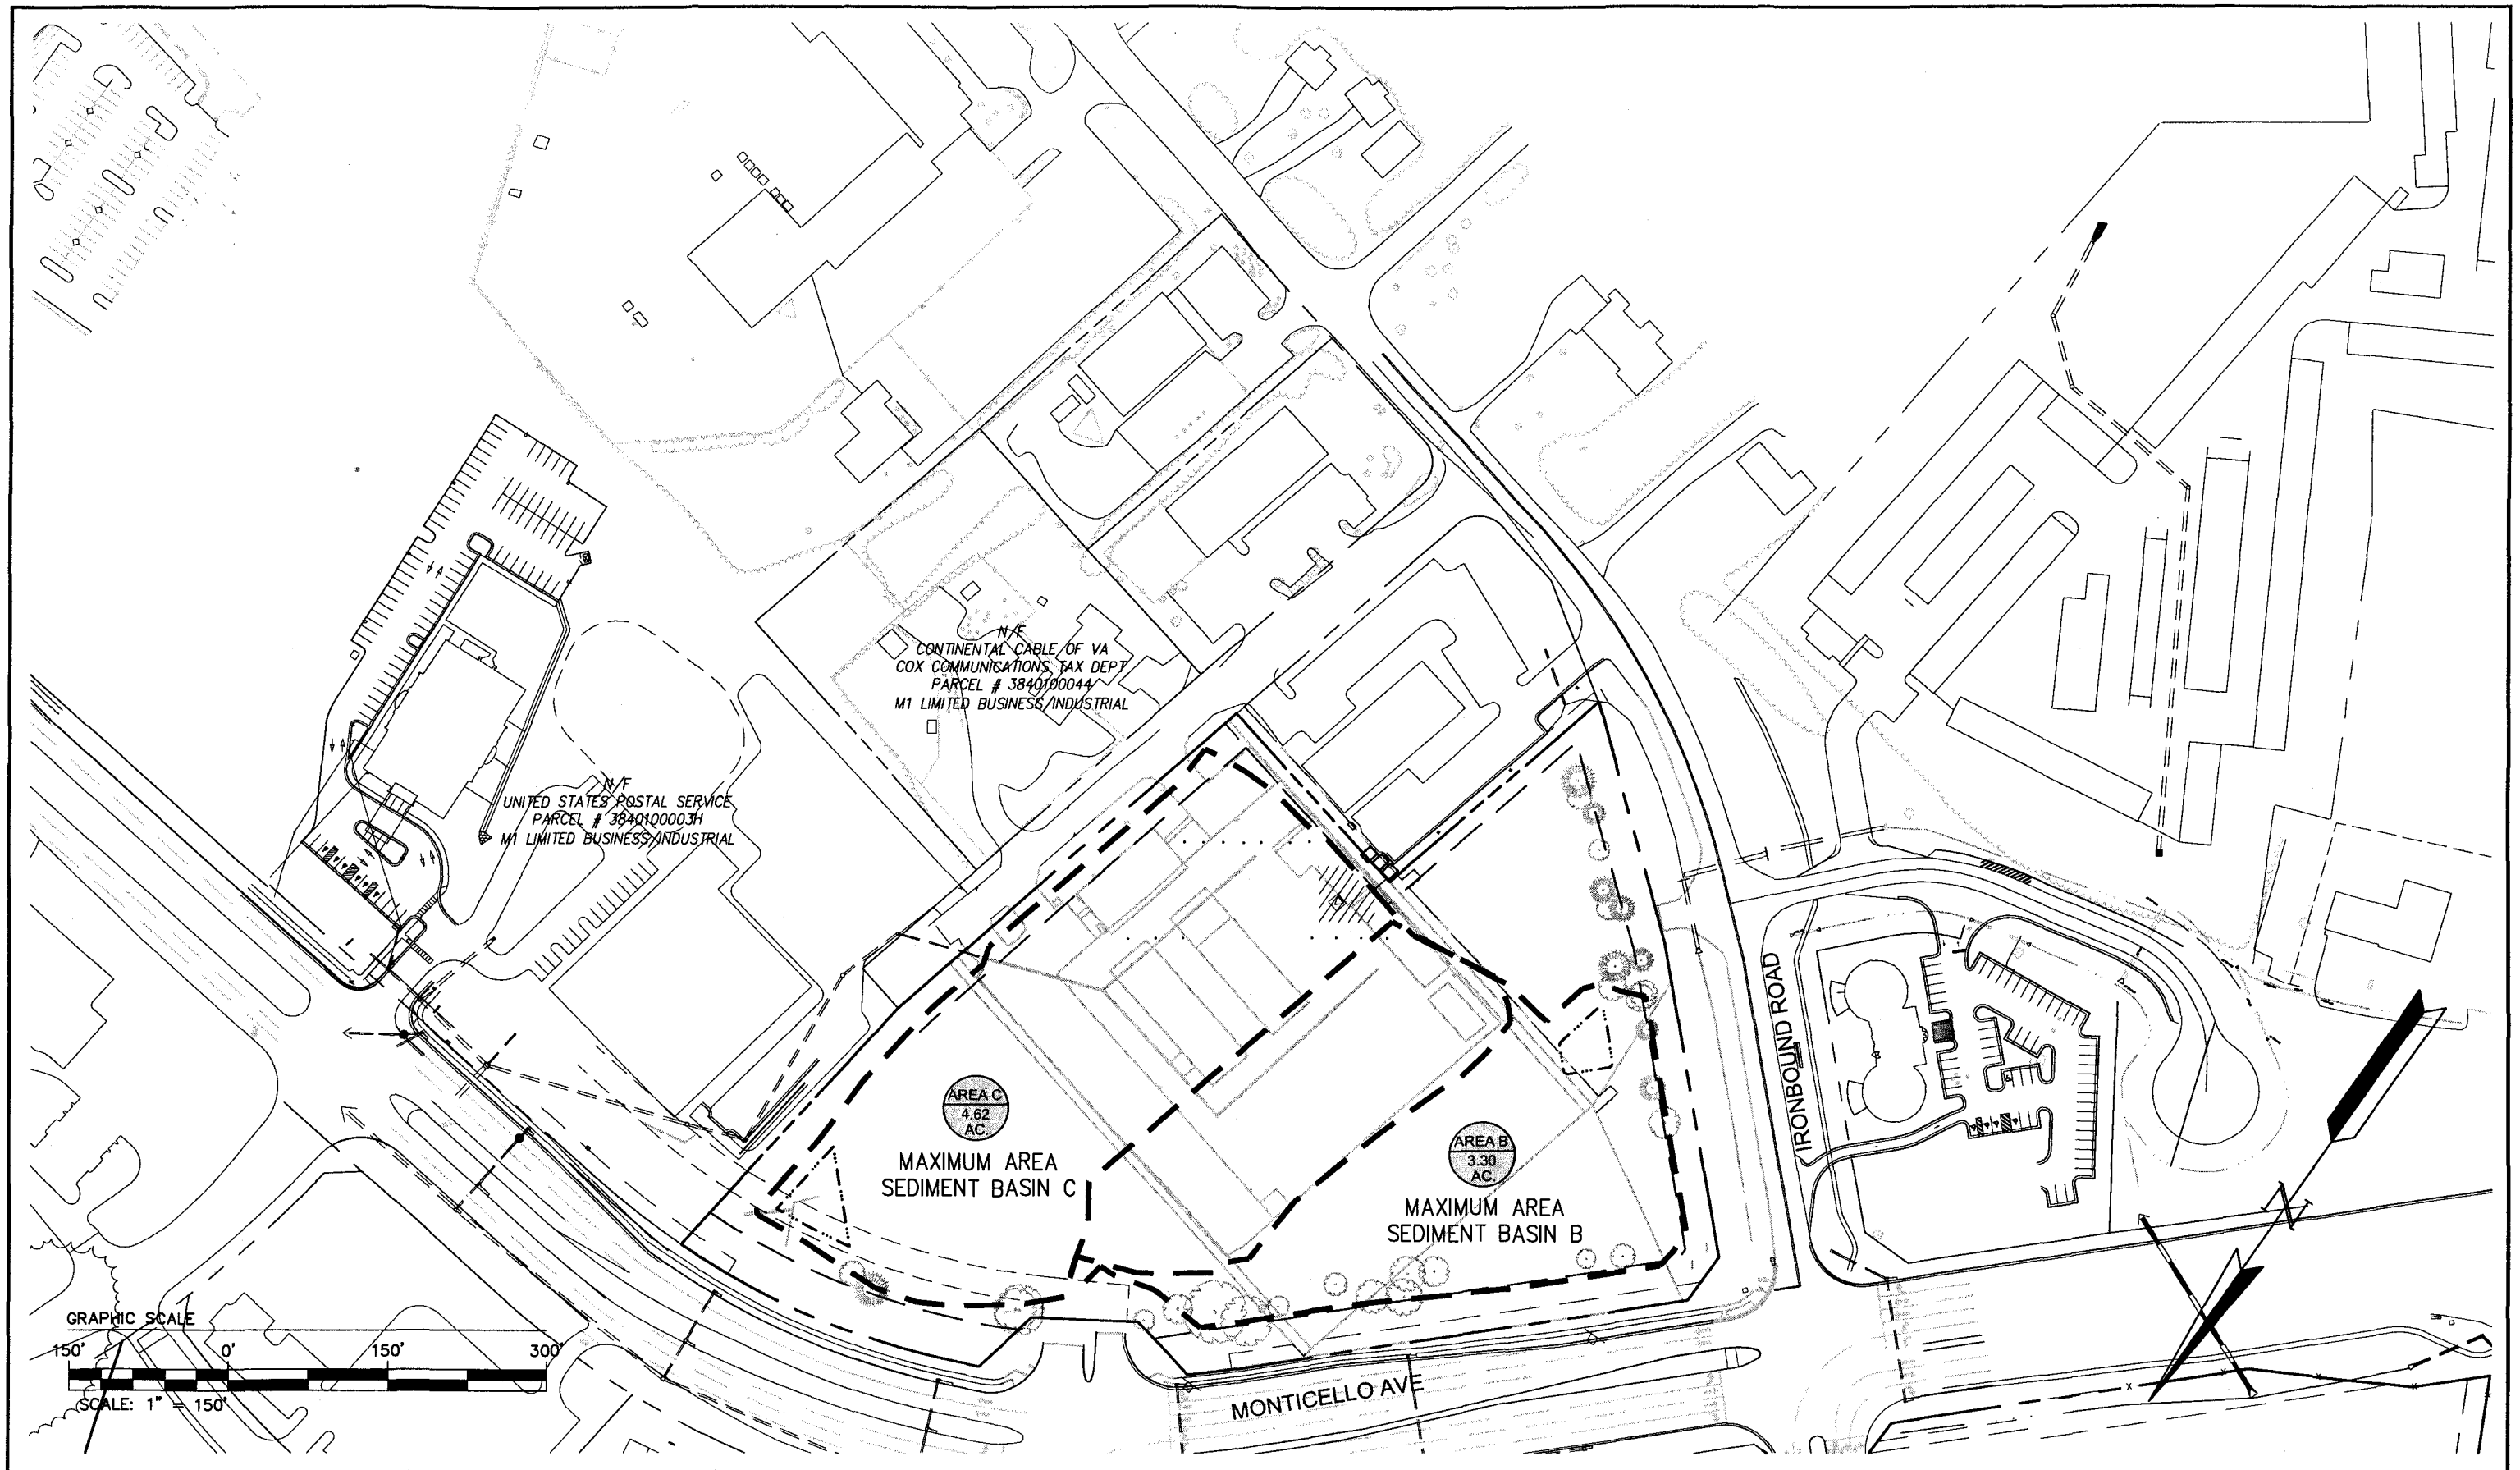 N/F
CONTINENTAL CABLE OF VA
COX COMMUNICATIONS TAX DEPT
PARCEL # 3840100044
M1 LIMITED BUSINESS/INDUSTRIAL
N/F
UNITED STATES POSTAL SERVICE
PARCEL # 3840100003H
M1 LIMITED BUSINESS/INDUSTRIAL
IRONBOUND ROAD
AREA C
4.62
AC.
MAXIMUM AREA
SEDIMENT BASIN C
AREA B
3.30
AC.
MAXIMUM AREA
SEDIMENT BASIN B
N
GRAPHIC SCALE
150' 0' 150' 300'
SCALE: 1" = 150'
MONTICELLO AVE